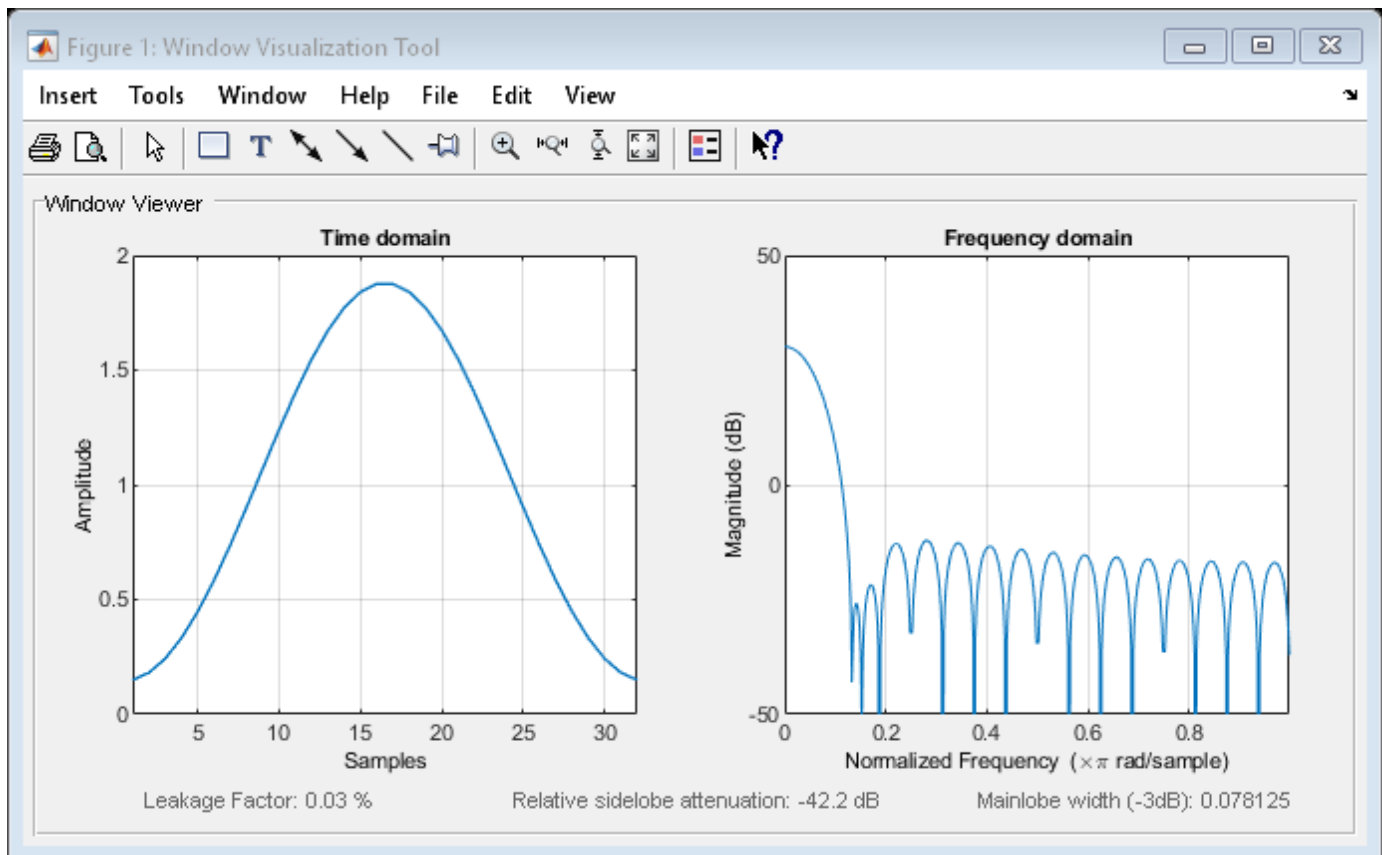 Figure 1: Window Visualization Tool
Insert Tools Window Help File Edit View
T
Window Viewer
Time domain
2
1.5
1
0.5
0
5 10 15 20 25 30
Amplitude
Samples
Frequency domain
50
0
-50
0 0.2 0.4 0.6 0.8
Magnitude (dB)
Normalized Frequency (×π rad/sample)
Leakage Factor: 0.03 % Relative sidelobe attenuation: -42.2 dB Mainlobe width (-3dB): 0.078125